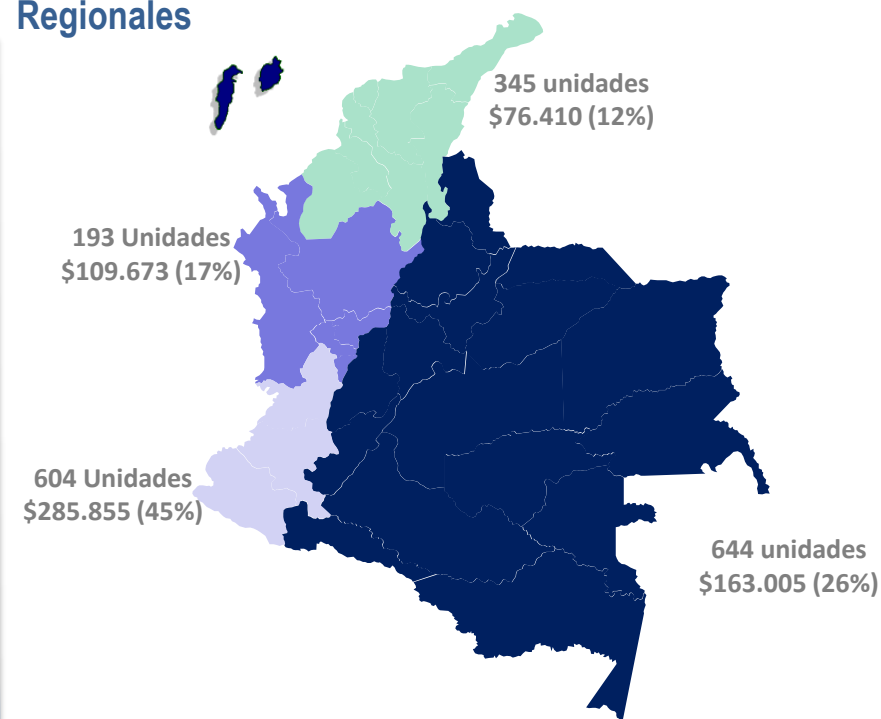 Regionales
345 unidades
$76.410 (12%)
193 Unidades
$109.673 (17%)
604 Unidades
$285.855 (45%)
644 unidades
$163.005 (26%)